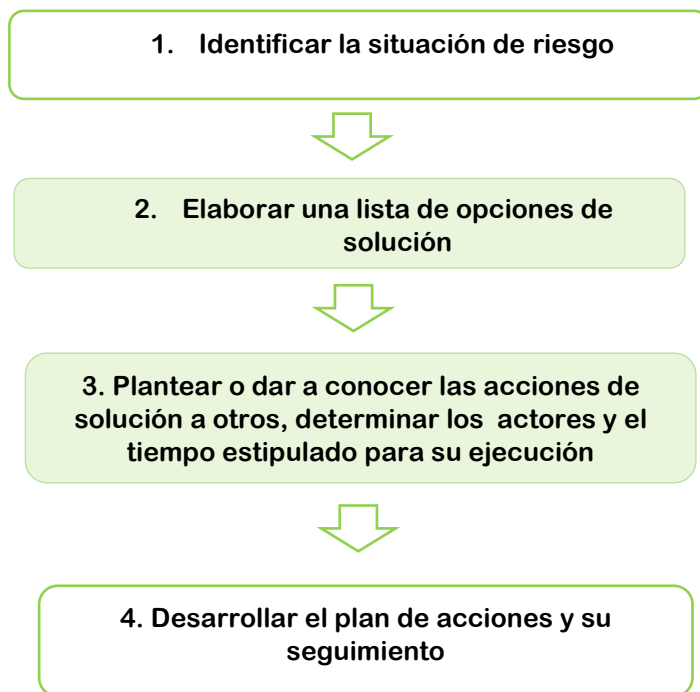 1. Identificar la situación de riesgo
2. Elaborar una lista de opciones de
solución
3. Plantear o dar a conocer las acciones de
solución a otros, determinar los actores y el
tiempo estipulado para su ejecución
4. Desarrollar el plan de acciones y su
seguimiento